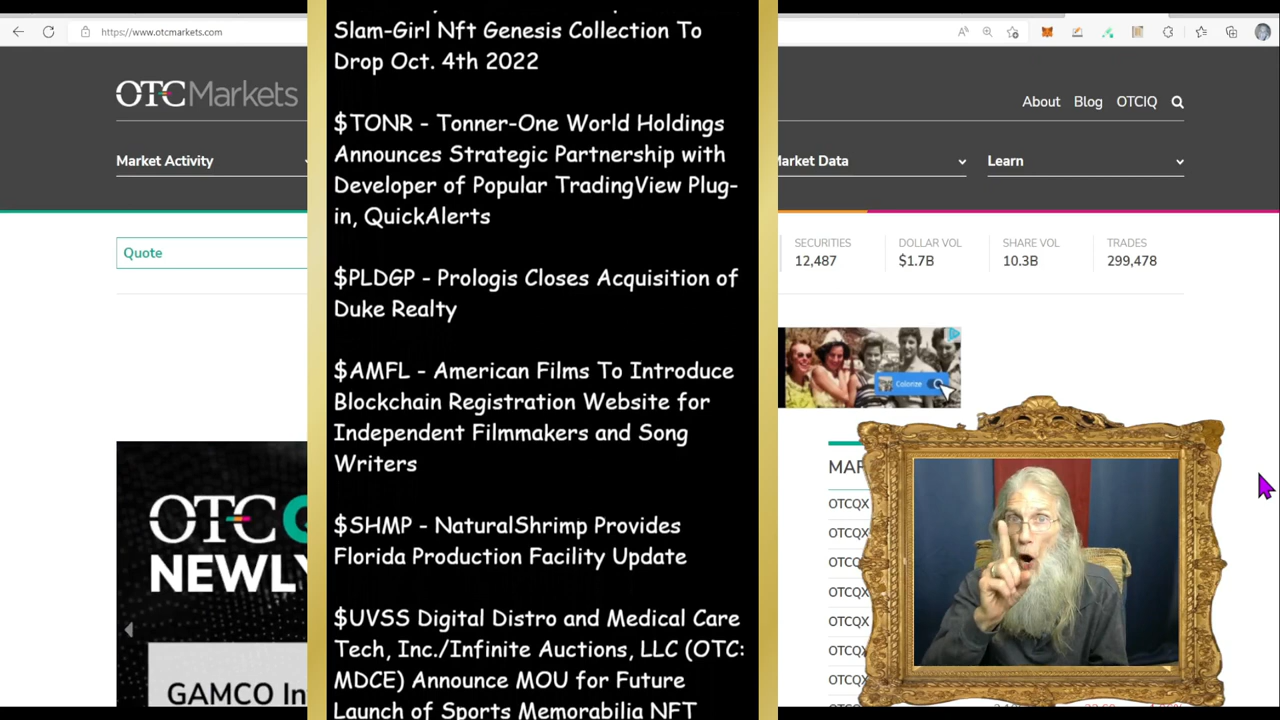 https://www.otcmarkets.com
Slam-Girl Nft Genesis Collection To
Drop Oct. 4th 2022
$TONR - Tonner-One World Holdings
Announces Strategic Partnership with
Developer of Popular TradingView Plug-
in, QuickAlerts
$PLDGP - Prologis Closes Acquisition of
Duke Realty
$AMFL - American Films To Introduce
Blockchain Registration Website for
Independent Filmmakers and Song
Writers
$SHMP - NaturalShrimp Provides
Florida Production Facility Update
$UVSS Digital Distro and Medical Care
Tech, Inc./Infinite Auctions, LLC (OTC:
MDCE) Announce MOU for Future
Launch of Sports Memorabilia NFT
OTCMarkets
About Blog OTCIQ
Market Activity
Market Data
Learn
Quote
SECURITIES DOLLAR VOL SHARE VOL TRADES
12,487 $1.7B 10.3B 299,478
Colorize
OTC
NEWLY
GAMCO In
OTCQX
OTCQX
OTCQX
OTCQX
OTCQX